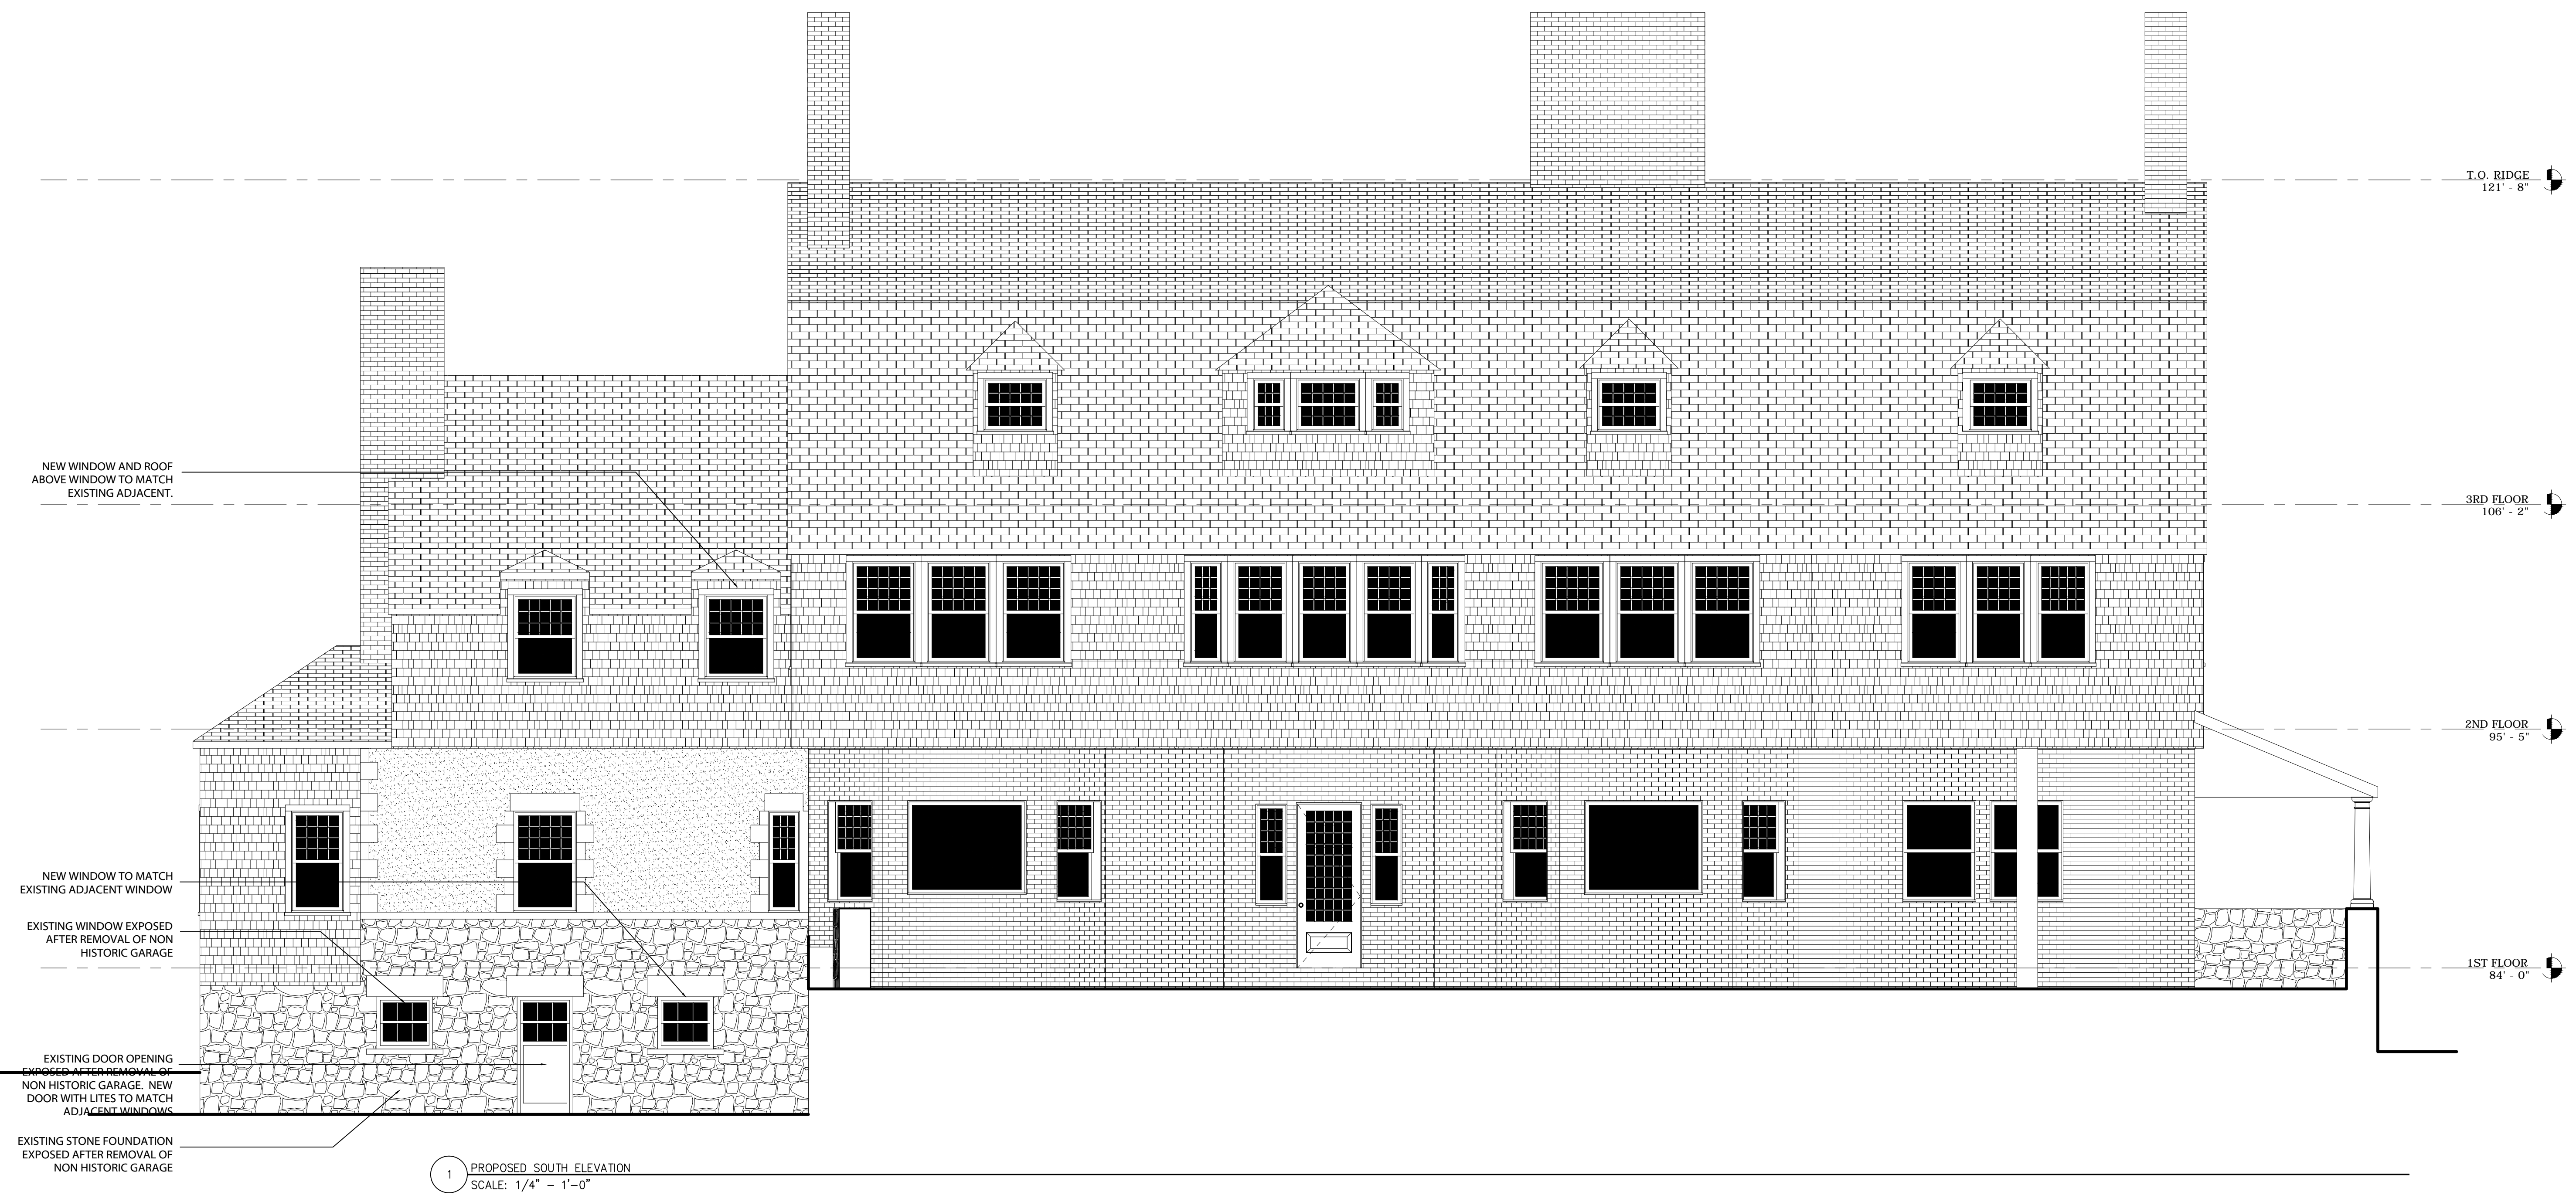 T.O. RIDGE
121' - 8"
NEW WINDOW AND ROOF
ABOVE WINDOW TO MATCH
EXISTING ADJACENT.
3RD FLOOR
106' - 2"
2ND FLOOR
95' - 5"
NEW WINDOW TO MATCH
EXISTING ADJACENT WINDOW
EXISTING WINDOW EXPOSED
AFTER REMOVAL OF NON
HISTORIC GARAGE
1ST FLOOR
84' - 0"
EXISTING DOOR OPENING
EXPOSED AFTER REMOVAL OF
NON HISTORIC GARAGE. NEW
DOOR WITH LITES TO MATCH
ADJACENT WINDOWS
EXISTING STONE FOUNDATION
EXPOSED AFTER REMOVAL OF
NON HISTORIC GARAGE
1
PROPOSED SOUTH ELEVATION
SCALE: 1/4" - 1'-0"